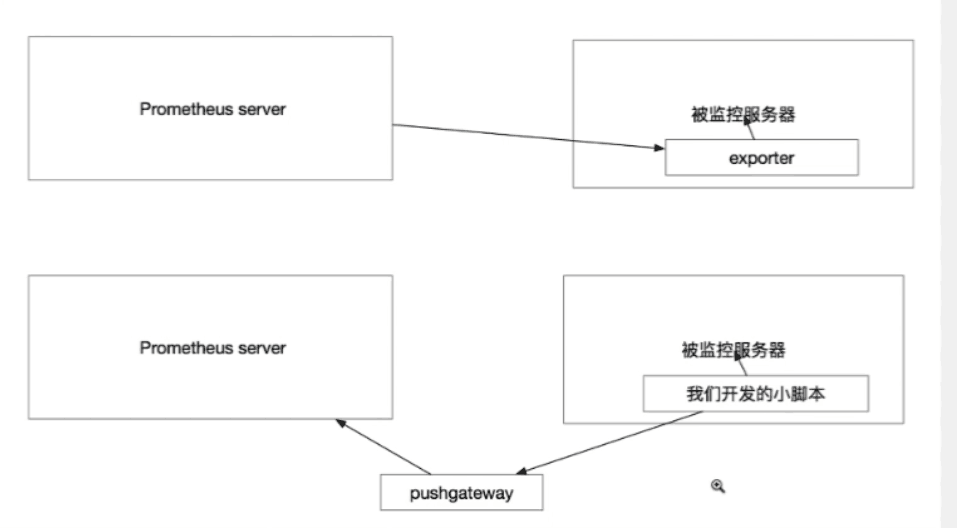 Prometheus server
被监控服务器
exporter
Prometheus server
被监控服务器
我们开发的小脚本
pushgateway